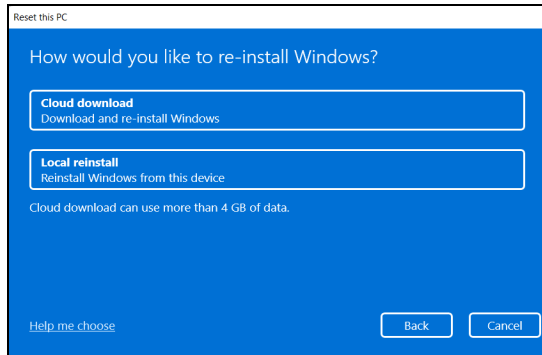 Reset this PC
How would you like to re-install Windows?
Cloud download
Download and re-install Windows
Local reinstall
Reinstall Windows from this device
Cloud download can use more than 4 GB of data.
Help me choose
Back
Cancel